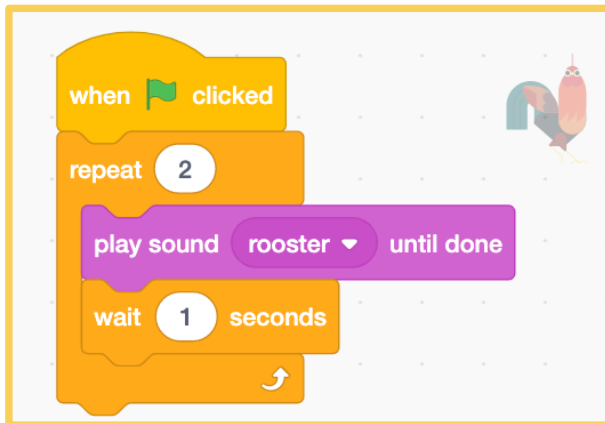 when clicked
repeat 2
play sound rooster until done
wait 1 seconds